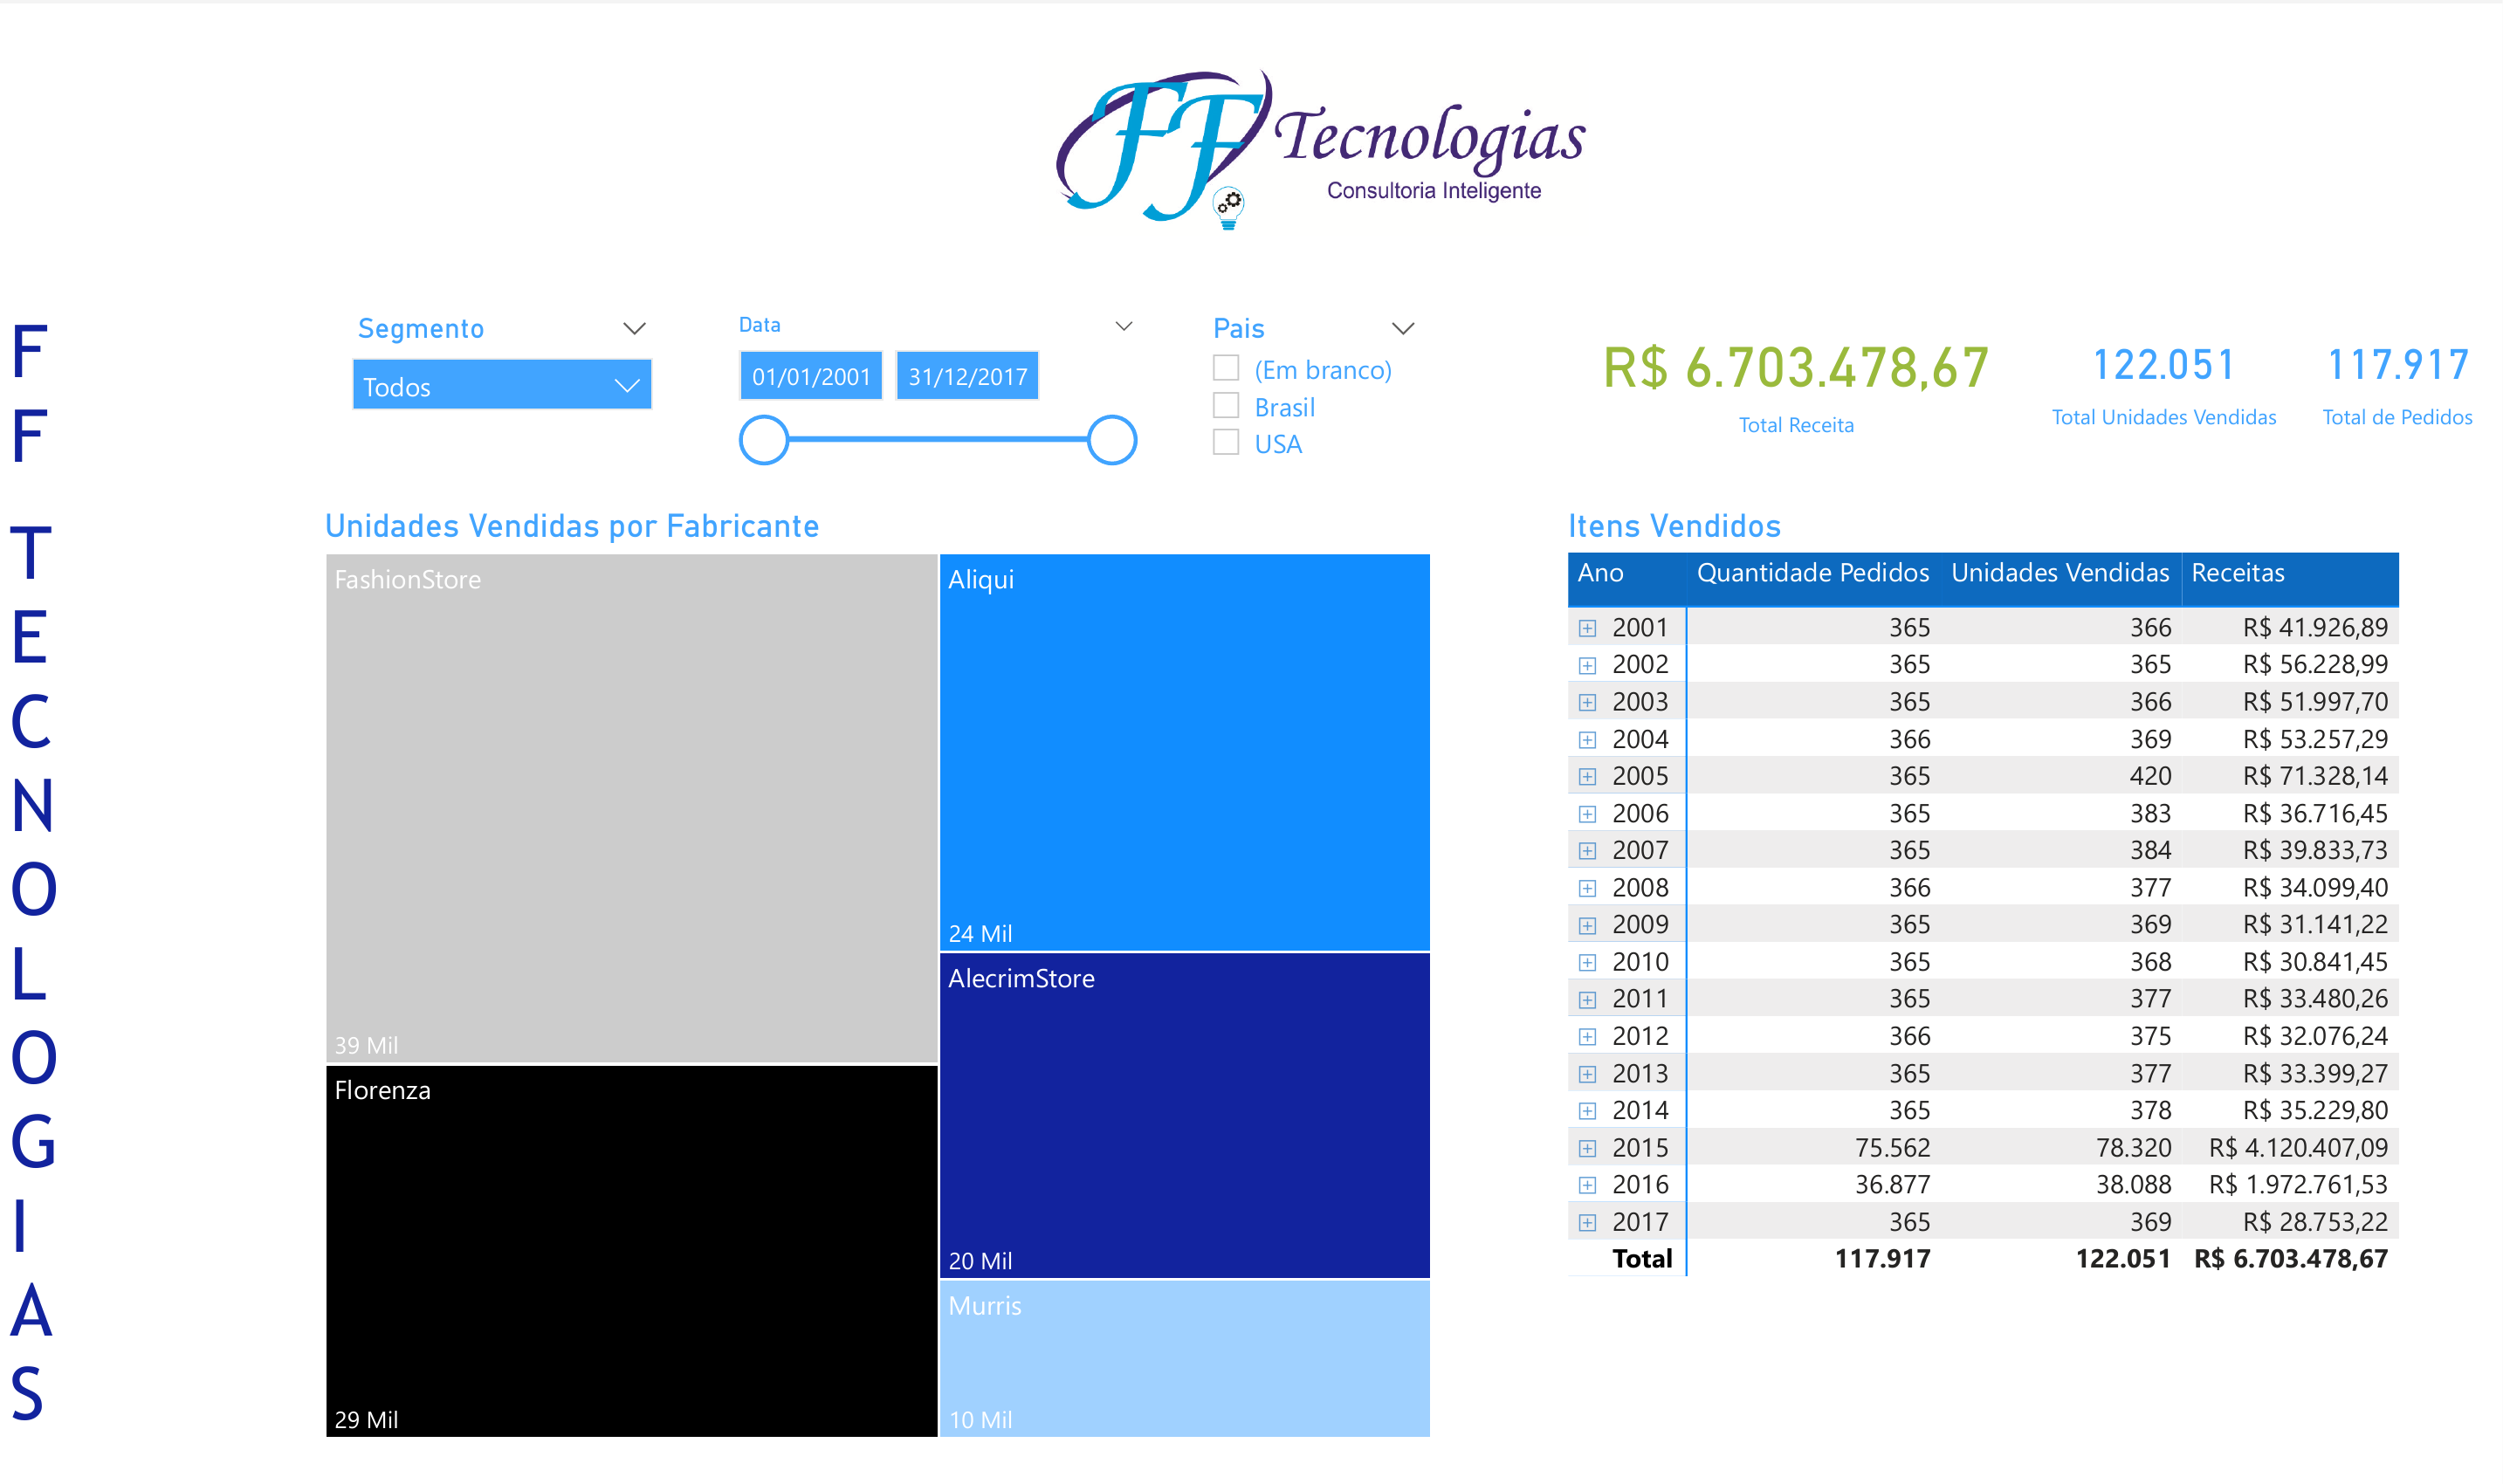 FF Tecnologias
Consultoria Inteligente
FF TECNOLOGIAS
Segmento
Todos
Data
01/01/2001 31/12/2017
Pais
(Em branco)
Brasil
USA
R$ 6.703.478,67
Total Receita
122.051
Total Unidades Vendidas
117.917
Total de Pedidos
Unidades Vendidas por Fabricante
FashionStore
39 Mil
Florenza
29 Mil
Aliqui
24 Mil
AlecrimStore
20 Mil
Murris
10 Mil
Itens Vendidos
Ano Quantidade Pedidos Unidades Vendidas Receitas
2001 365 366 R$ 41.926,89
2002 365 365 R$ 56.228,99
2003 365 366 R$ 51.997,70
2004 366 369 R$ 53.257,29
2005 365 420 R$ 71.328,14
2006 365 383 R$ 36.716,45
2007 365 384 R$ 39.833,73
2008 366 377 R$ 34.099,40
2009 365 369 R$ 31.141,22
2010 365 368 R$ 30.841,45
2011 365 377 R$ 33.480,26
2012 366 375 R$ 32.076,24
2013 365 377 R$ 33.399,27
2014 365 378 R$ 35.229,80
2015 75.562 78.320 R$ 4.120.407,09
2016 36.877 38.088 R$ 1.972.761,53
2017 365 369 R$ 28.753,22
Total 117.917 122.051 R$ 6.703.478,67